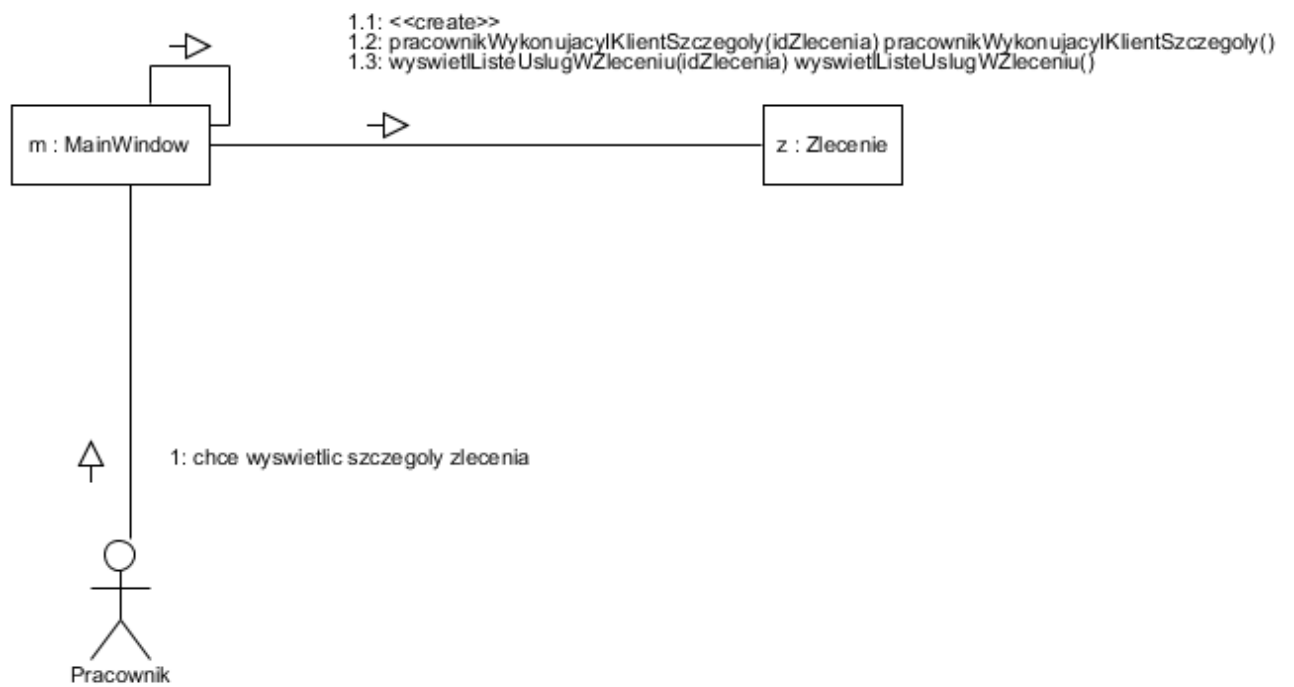 1.1: <<create>>
1.2: pracownikWykonujacyIKlientSzczegoly(idZlecenia) pracownikWykonujacyIKlientSzczegoly()
1.3: wyswietlListeUslugWZleceniu(idZlecenia) wyswietlListeUslugWZleceniu()
m : MainWindow
z : Zlecenie
1: chce wyswietlic szczegoly zlecenia
Pracownik